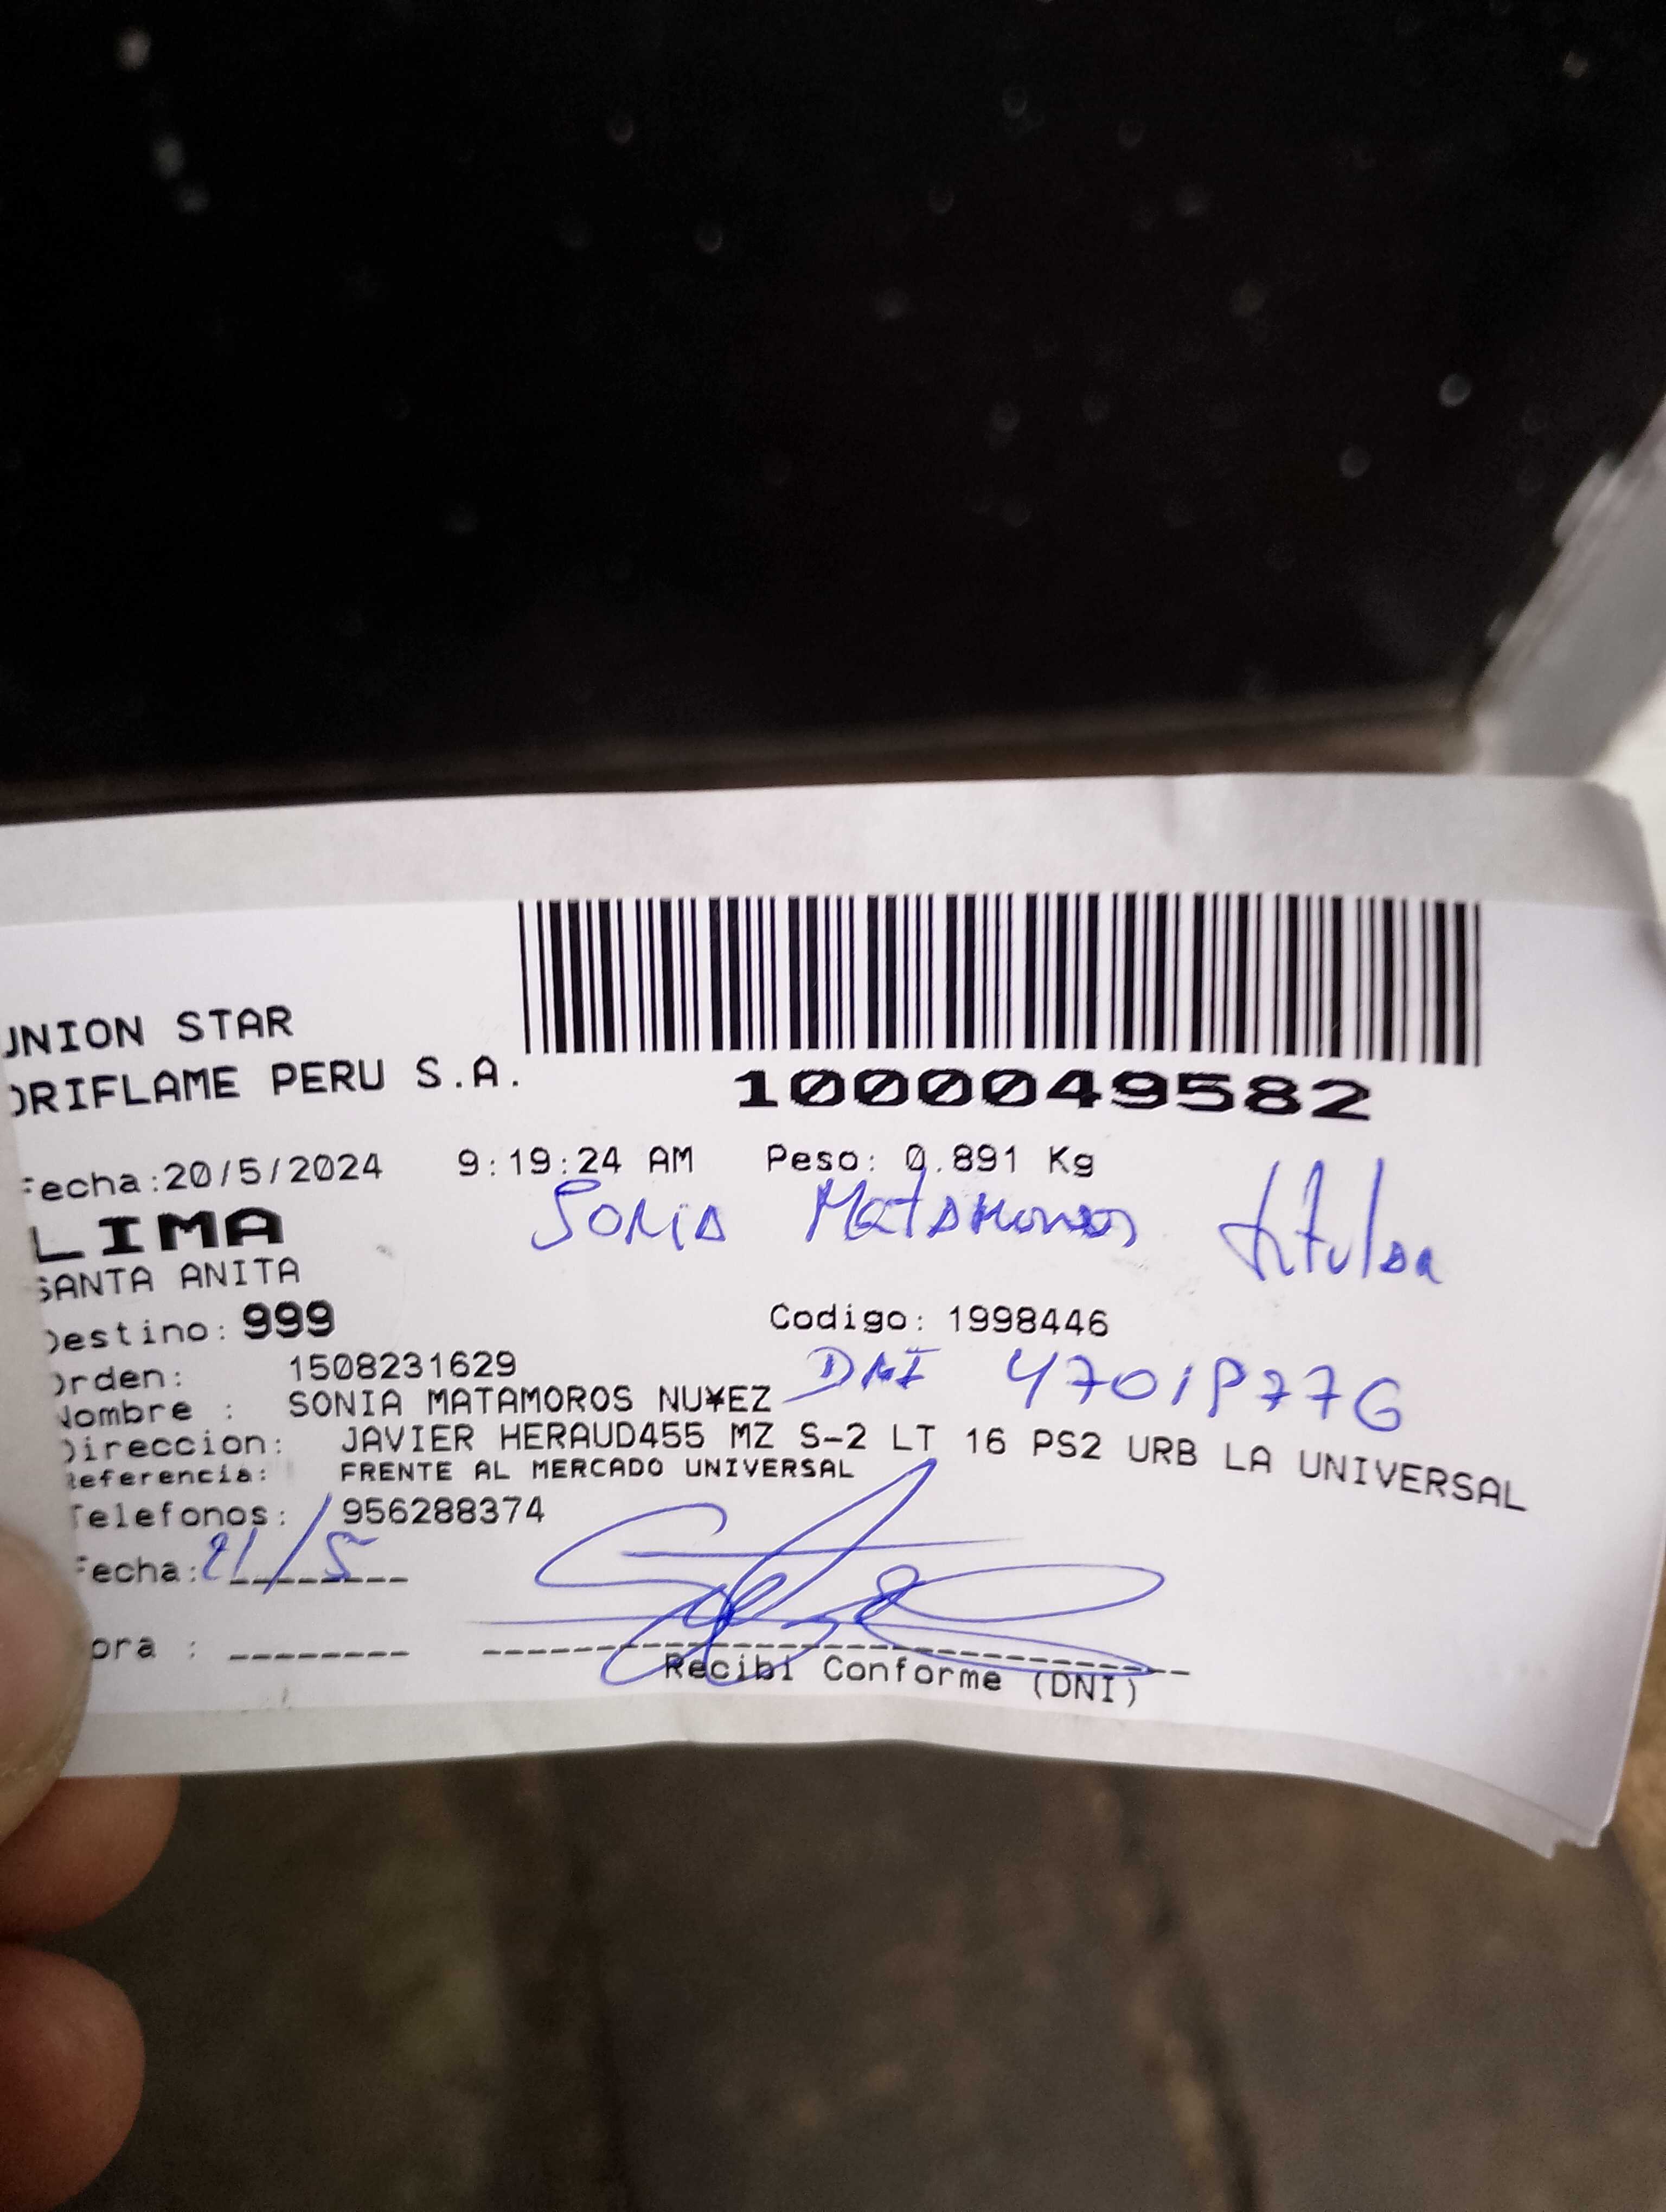 UNION STAR
ORIFLAME PERU S.A.
1000049582
Fecha:20/5/2024 9:19:24 AM Peso: 0.891 Kg
LIMA Sonia Matamoros titular
SANTA ANITA
Destino: 999 Codigo: 1998446
Orden: 1508231629
DNI
Nombre : SONIA MATAMOROS NU¥EZ
Direccion: JAVIER HERAUD455 MZ S-2 LT 16 PS2 URB LA UNIVERSAL
Referencia: FRENTE AL MERCADO UNIVERSAL
Telefonos: 956288374
Fecha: 21/5
ora :
Recibi Conforme (DNI)